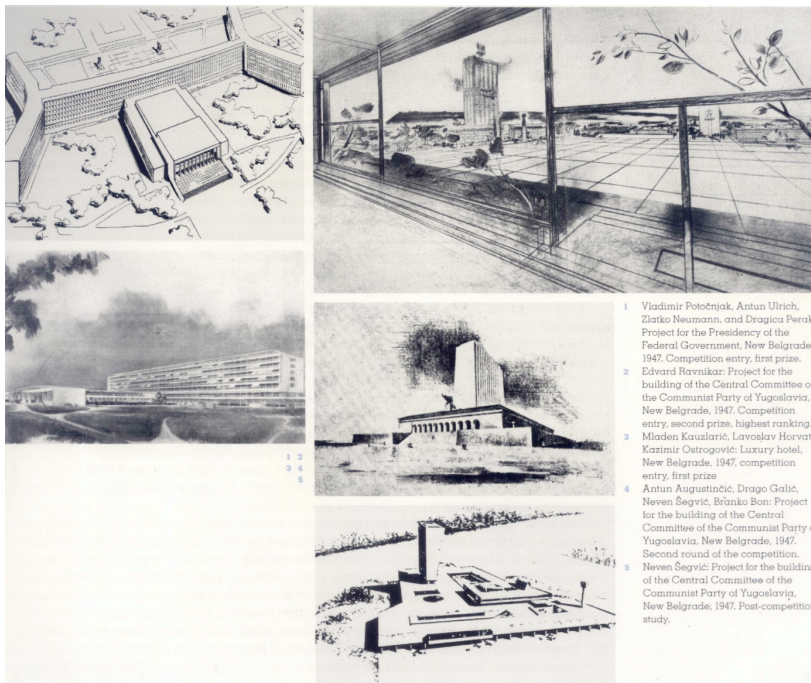 1 Vladimir Potočnjak, Antun Ulrich,
Zlatko Neumann, and Dragica Perak
Project for the Presidency of the
Federal Government, New Belgrade
1947. Competition entry, first prize.
2 Edvard Ravnikar: Project for the
building of the Central Committee o
the Communist Party of Yugoslavia,
New Belgrade, 1947. Competition
entry, second prize, highest ranking.
3 Mladen Kauzlarić, Lavoslav Horvat
Kazimir Ostrogović: Luxury hotel,
New Belgrade, 1947, competition
entry, first prize
4 Antun Augustinčić, Drago Galić,
Neven Šegvić, Branko Bon: Project
for the building of the Central
Committee of the Communist Party o
Yugoslavia, New Belgrade, 1947.
Second round of the competition.
5 Neven Šegvić: Project for the building
of the Central Committee of the
Communist Party of Yugoslavia,
New Belgrade, 1947. Post-competitio
study.
1 2
3 4
5